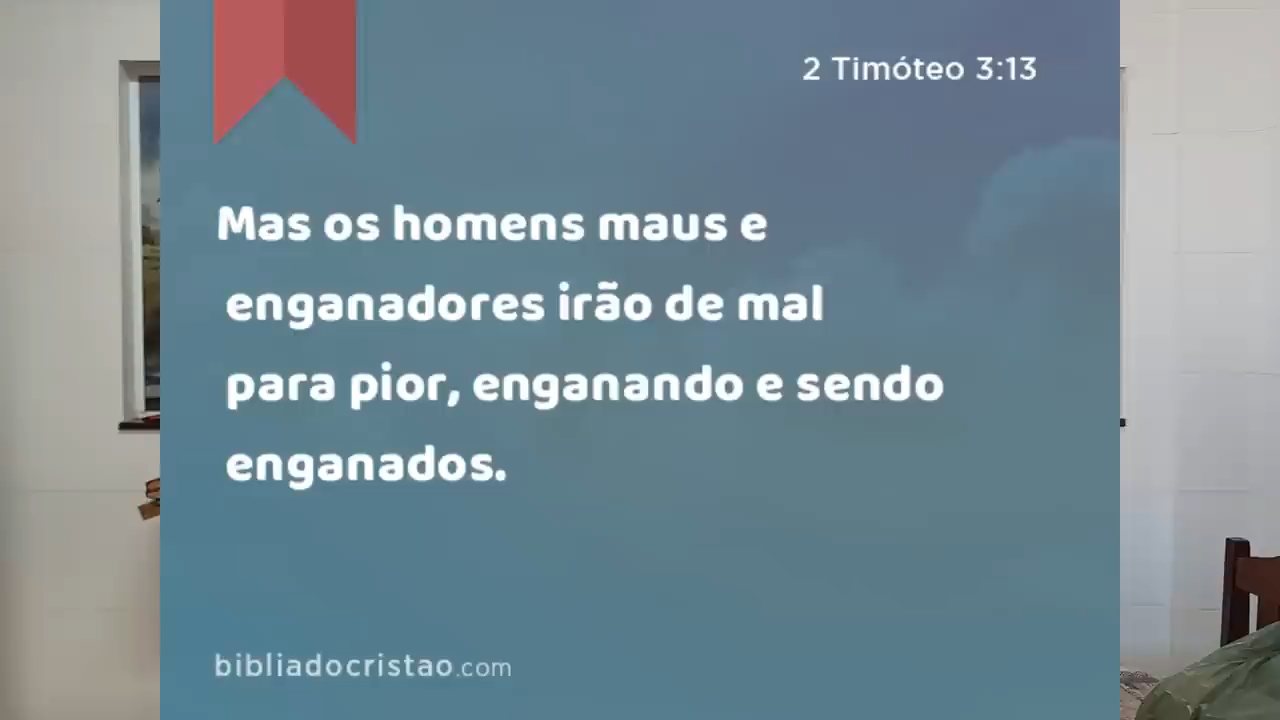 2 Timóteo 3:13
Mas os homens maus e
enganadores irão de mal
para pior, enganando e sendo
enganados.
bibliadocristao.com